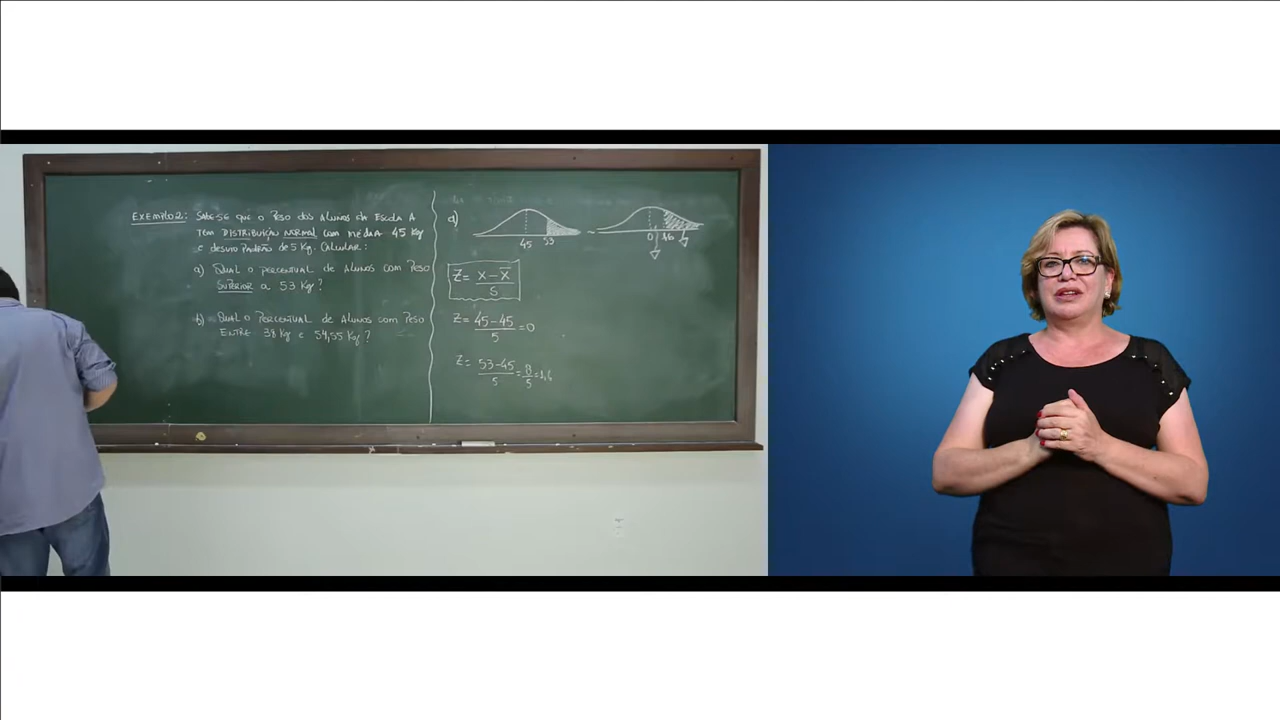 EXEMPLO 2: SABE-SE QUE O PESO DOS ALUNOS DA ESCOLA A
TEM DISTRIBUIÇÃO NORMAL COM MÉDIA 45 Kg
E DESVIO PADRÃO DE 5 Kg. CALCULAR:
a) QUAL O PERCENTUAL DE ALUNOS COM PESO
SUPERIOR A 53 Kg?
b) QUAL O PERCENTUAL DE ALUNOS COM PESO
ENTRE 38 Kg E 54,55 Kg?
a)
45 53
0 1,6
Z = X - X̄ / S
Z = 45-45 / 5 = 0
Z = 53-45 / 5 = 8 / 5 = 1,6